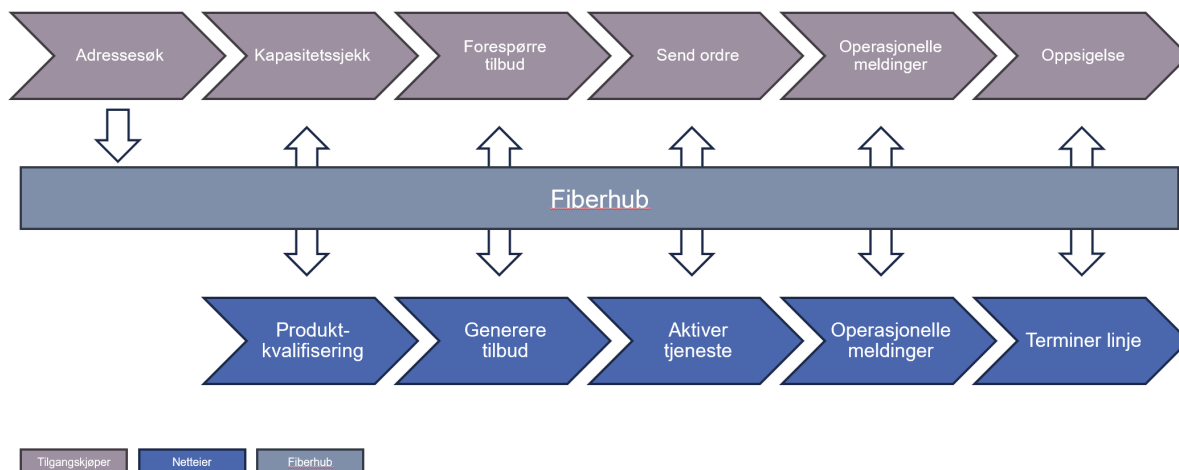 Adressesøk
Kapasitetssjekk
Forespørre
tilbud
Send ordre
Operasjonelle
meldinger
Oppsigelse
Fiberhub
Produkt-
kvalifisering
Generere
tilbud
Aktiver
tjeneste
Operasjonelle
meldinger
Terminer linje
Tilgangskjøper
Netteier
Fiberhub